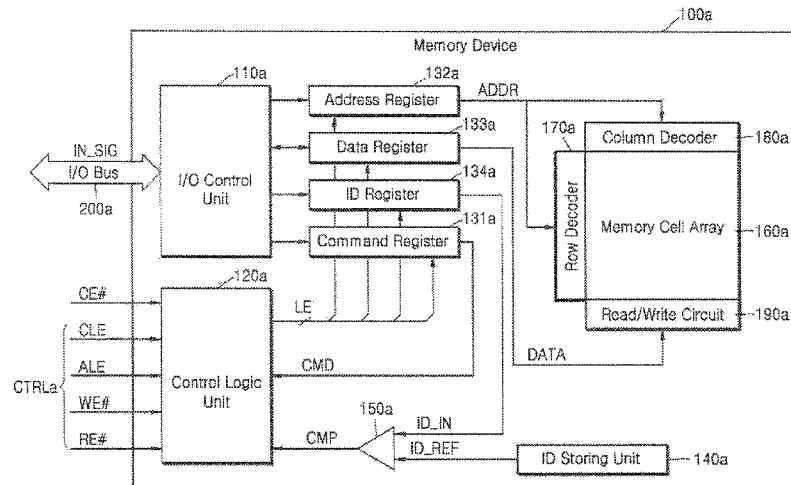 100a
Memory Device
110a
132a
Address Register
ADDR
133a
Data Register
134a
ID Register
131a
Command Register
IN_SIG
I/O Bus
200a
I/O Control
Unit
170a
Column Decoder
180a
Row Decoder
Memory Cell Array
160a
Read/Write Circuit
190a
120a
CE#
CLE
ALE
WE#
RE#
CTRLa
Control Logic
Unit
LE
CMD
DATA
150a
CMP
ID_IN
ID_REF
ID Storing Unit
140a